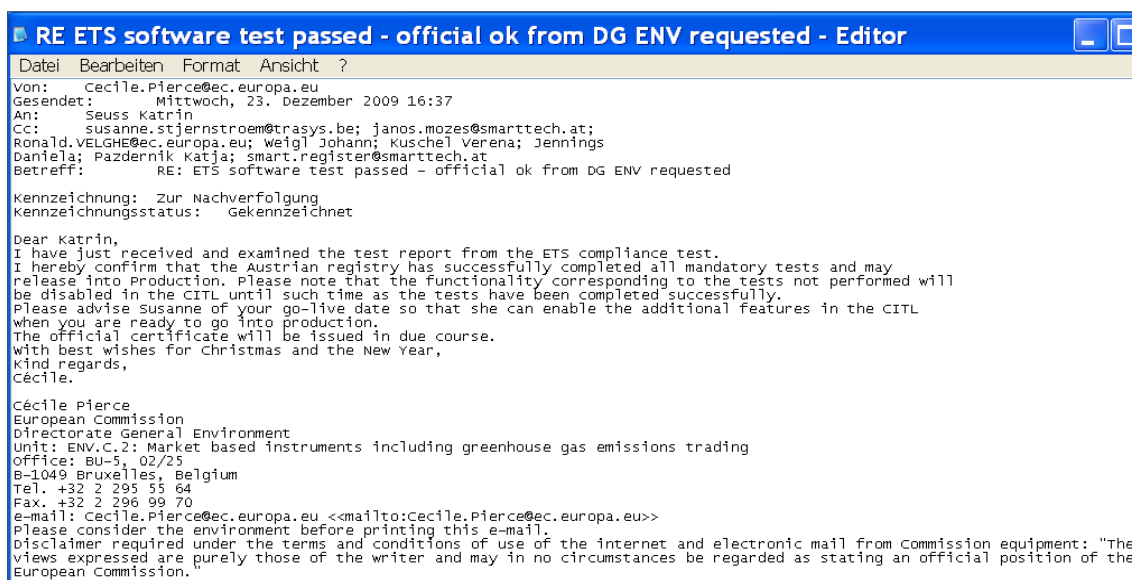 RE ETS software test passed - official ok from DG ENV requested - Editor
Datei Bearbeiten Format Ansicht ?
Von: Cecile.Pierce@ec.europa.eu
Gesendet: Mittwoch, 23. Dezember 2009 16:37
An: Seuss Katrin
Cc: susanne.stjernstroem@trasys.be; janos.mozes@smarttech.at;
Ronald.VELGHE@ec.europa.eu; Weigl Johann; Kuschel Verena; Jennings
Daniela; Pazdernik Katja; smart.register@smarttech.at
Betreff: RE: ETS software test passed – official ok from DG ENV requested
Kennzeichnung: Zur Nachverfolgung
Kennzeichnungsstatus: Gekennzeichnet
Dear Katrin,
I have just received and examined the test report from the ETS compliance test.
I hereby confirm that the Austrian registry has successfully completed all mandatory tests and may
release into Production. Please note that the functionality corresponding to the tests not performed will
be disabled in the CITL until such time as the tests have been completed successfully.
Please advise Susanne of your go-live date so that she can enable the additional features in the CITL
when you are ready to go into production.
The official certificate will be issued in due course.
With best wishes for Christmas and the New Year,
Kind regards,
Cécile.
Cécile Pierce
European Commission
Directorate General Environment
Unit: ENV.C.2: Market based instruments including greenhouse gas emissions trading
Office: BU-5, 02/25
B-1049 Bruxelles, Belgium
Tel. +32 2 295 55 64
Fax. +32 2 296 99 70
e-mail: Cecile.Pierce@ec.europa.eu <<mailto:Cecile.Pierce@ec.europa.eu>>
Please consider the environment before printing this e-mail.
Disclaimer required under the terms and conditions of use of the internet and electronic mail from Commission equipment: "The
views expressed are purely those of the writer and may in no circumstances be regarded as stating an official position of the
European Commission."